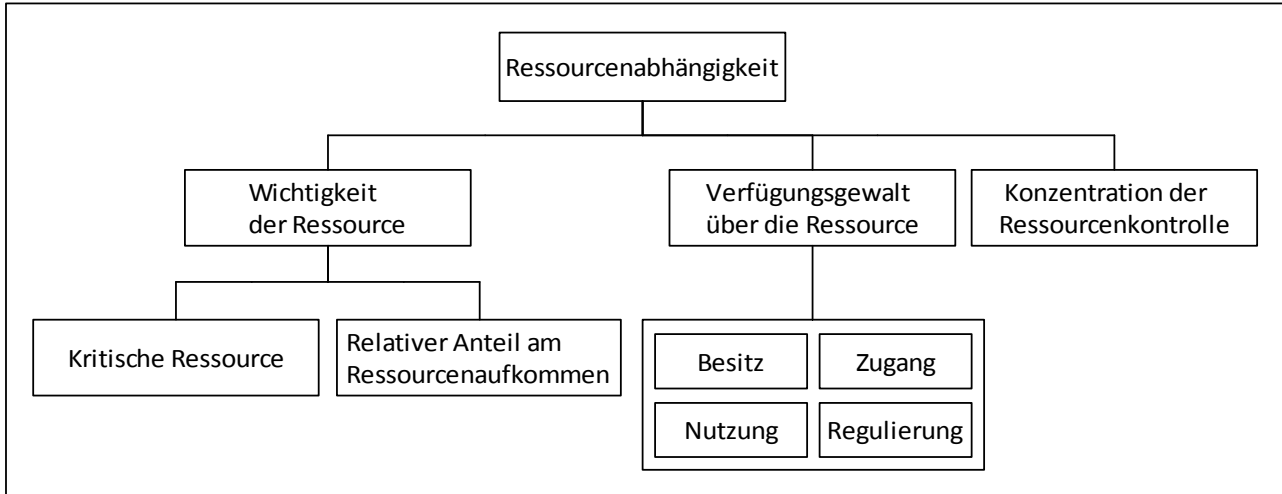 Ressourcenabhängigkeit
Wichtigkeit
der Ressource
Verfügungsgewalt
über die Ressource
Konzentration der
Ressourcenkontrolle
Kritische Ressource
Relativer Anteil am
Ressourcenaufkommen
Besitz
Zugang
Nutzung
Regulierung